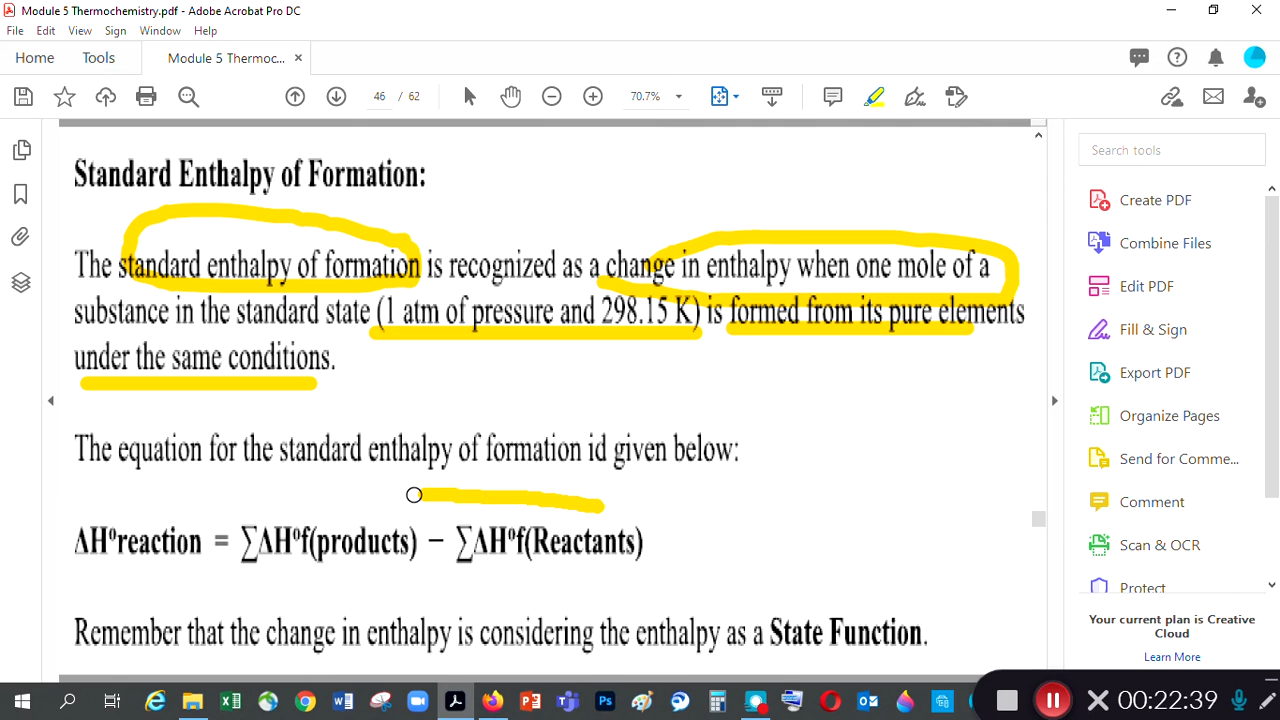 Module 5 Thermochemistry.pdf - Adobe Acrobat Pro DC
File Edit View Sign Window Help
Home Tools Module 5 Thermoc... ×
46 / 62 70.7%
Search tools
Standard Enthalpy of Formation:
The standard enthalpy of formation is recognized as a change in enthalpy when one mole of a
substance in the standard state (1 atm of pressure and 298.15 K) is formed from its pure elements
under the same conditions.
The equation for the standard enthalpy of formation id given below:
ΔHºreaction = ∑ΔHºf(products) − ∑ΔHºf(Reactants)
Remember that the change in enthalpy is considering the enthalpy as a State Function.
Create PDF
Combine Files
Edit PDF
Fill & Sign
Export PDF
Organize Pages
Send for Comme...
Comment
Scan & OCR
Protect
Your current plan is Creative
Cloud
Learn More
00:22:39